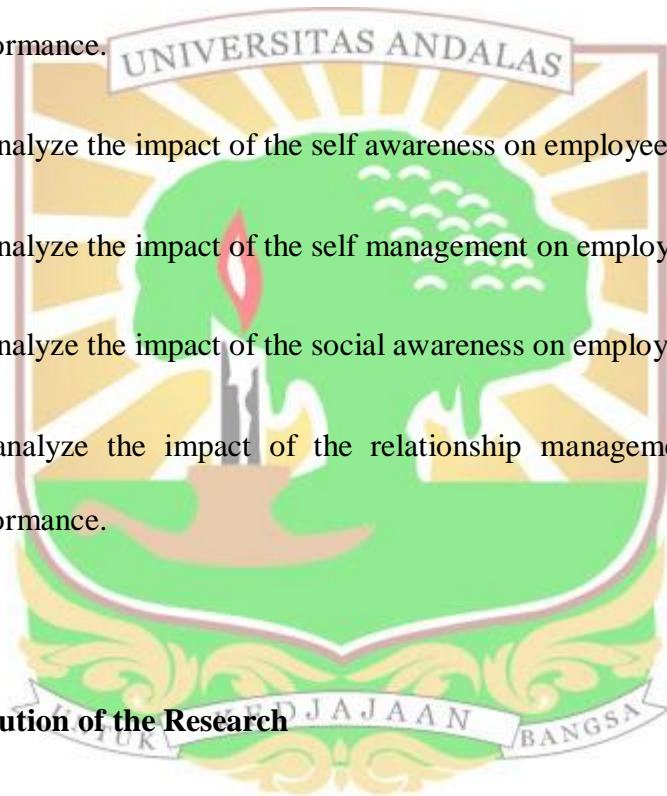 ormance.
UNIVERSITAS ANDALAS
nalyze the impact of the self awareness on employee
nalyze the impact of the self management on employ
nalyze the impact of the social awareness on employ
analyze the impact of the relationship manageme
ormance.
ution of the Research
UNTUK KEDJAJAAN BANGSA